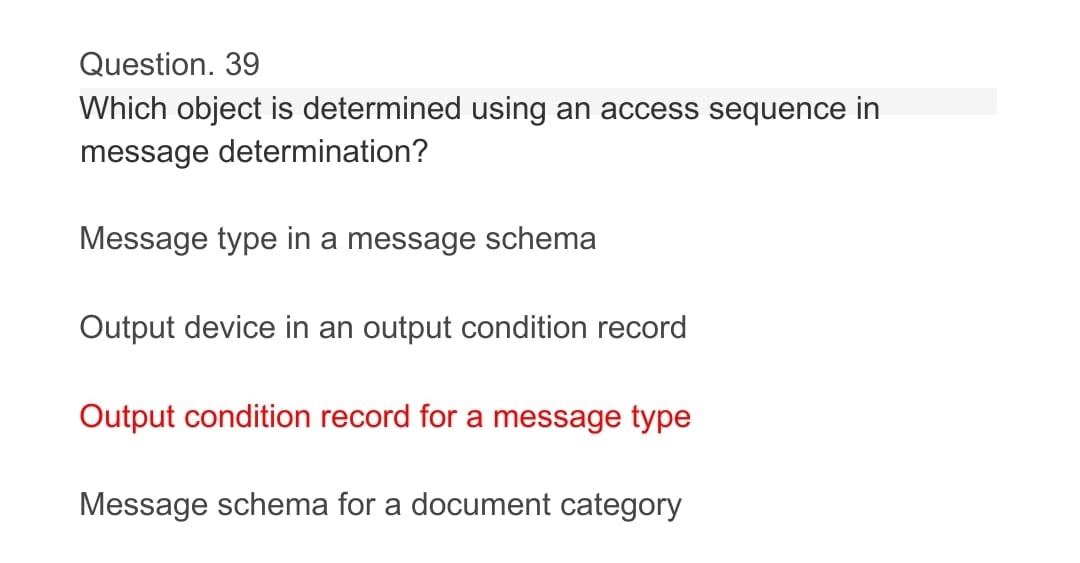 Question. 39
Which object is determined using an access sequence in
message determination?
Message type in a message schema
Output device in an output condition record
Output condition record for a message type
Message schema for a document category